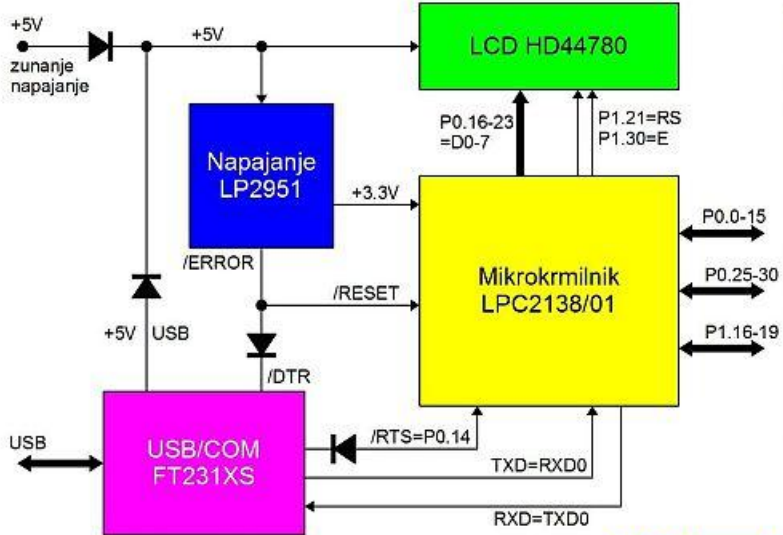 +5V
zunanje
napajanje
+5V
LCD HD44780
P0.16-23
=D0-7
P1.21=RS
P1.30=E
Napajanje
LP2951
+3.3V
/ERROR
/RESET
Mikrokrmilnik
LPC2138/01
P0.0-15
P0.25-30
P1.16-19
+5V USB
/DTR
USB
USB/COM
FT231XS
/RTS=P0.14
TXD=RXD0
RXD=TXD0